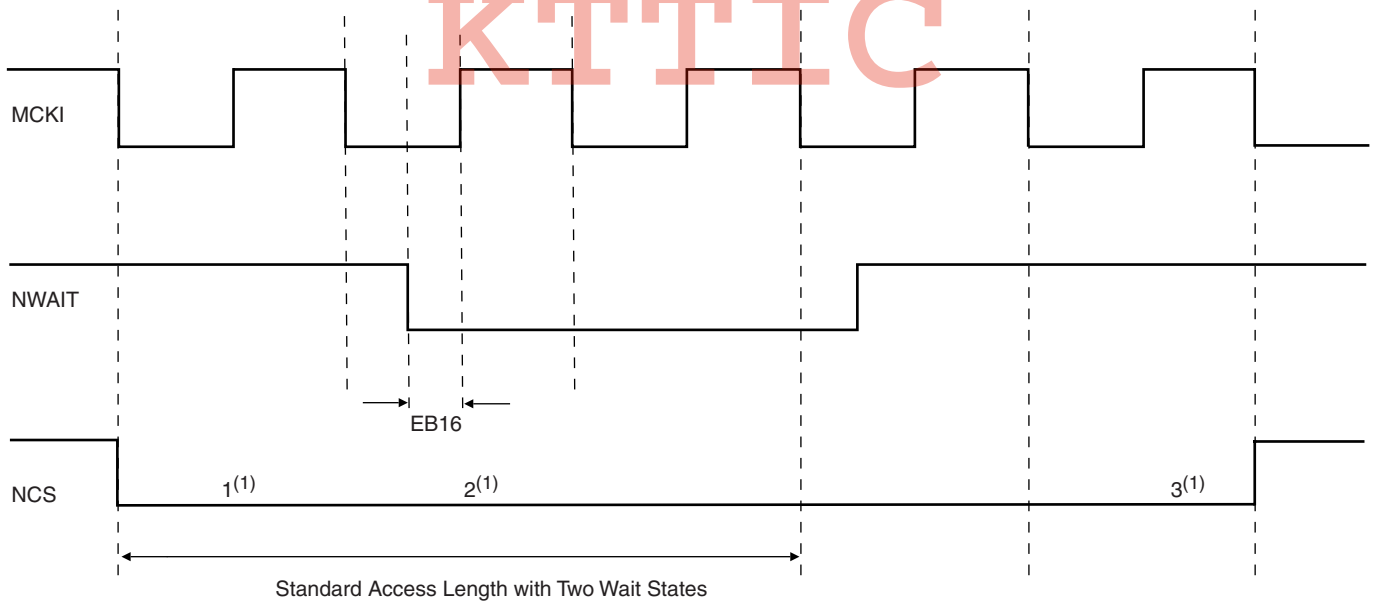 KTTIC
MCKI
NWAIT
EB16
NCS
1(1)
2(1)
3(1)
Standard Access Length with Two Wait States